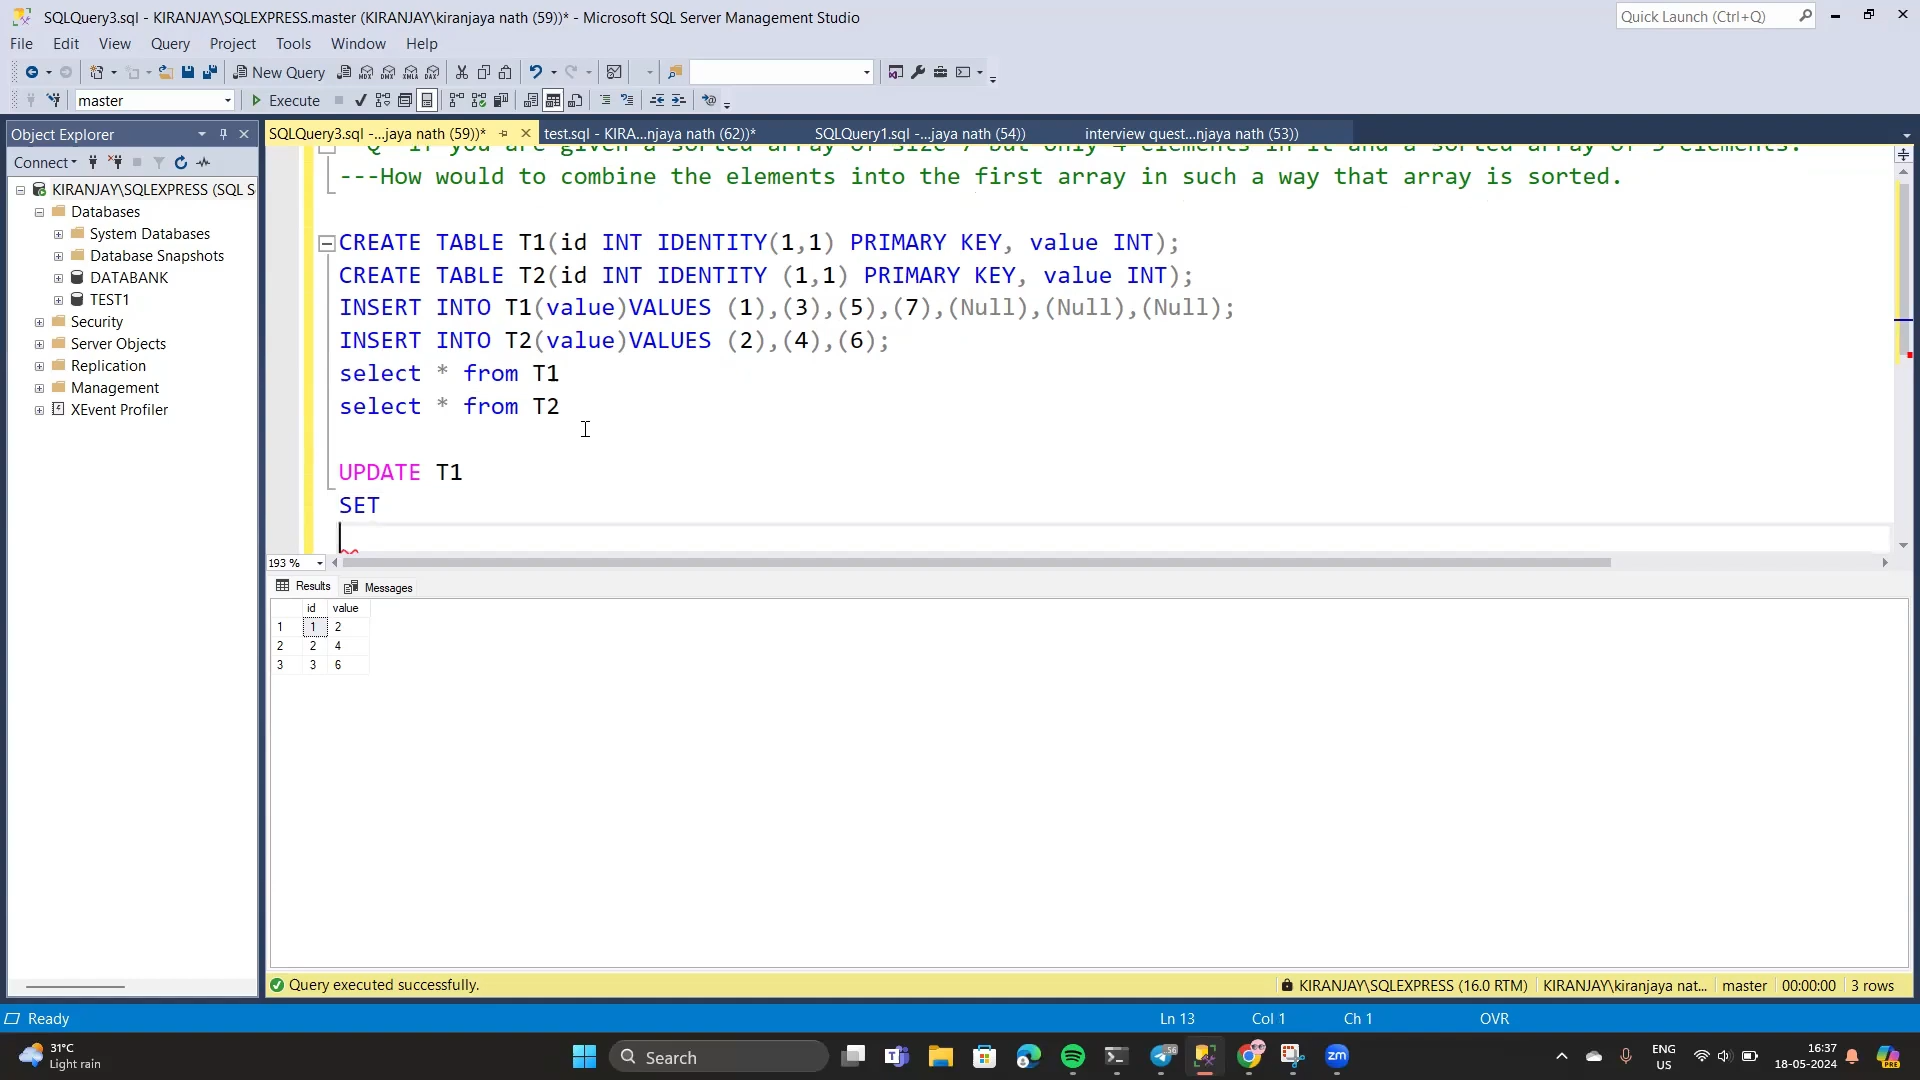 SQLQuery3.sql - KIRANJAY\SQLEXPRESS.master (KIRANJAY\kiranjaya nath (59))* - Microsoft SQL Server Management Studio
Quick Launch (Ctrl+Q)
File Edit View Query Project Tools Window Help
New Query
master
Execute
Object Explorer
SQLQuery3.sql -...jaya nath (59))*
test.sql - KIRA...njaya nath (62))*
SQLQuery1.sql -...jaya nath (54))
interview quest...njaya nath (53))
Connect
KIRANJAY\SQLEXPRESS (SQL S
Databases
System Databases
Database Snapshots
DATABANK
TEST1
Security
Server Objects
Replication
Management
XEvent Profiler
---How would to combine the elements into the first array in such a way that array is sorted.
CREATE TABLE T1(id INT IDENTITY(1,1) PRIMARY KEY, value INT);
CREATE TABLE T2(id INT IDENTITY (1,1) PRIMARY KEY, value INT);
INSERT INTO T1(value)VALUES (1),(3),(5),(7),(Null),(Null),(Null);
INSERT INTO T2(value)VALUES (2),(4),(6);
select * from T1
select * from T2
UPDATE T1
SET
193 %
Results Messages
id value
1 1 2
2 2 4
3 3 6
Query executed successfully.
KIRANJAY\SQLEXPRESS (16.0 RTM)
KIRANJAY\kiranjaya nat...
master
00:00:00
3 rows
Ready
Ln 13
Col 1
Ch 1
OVR
31°C
Light rain
Search
ENG
US
16:37
18-05-2024